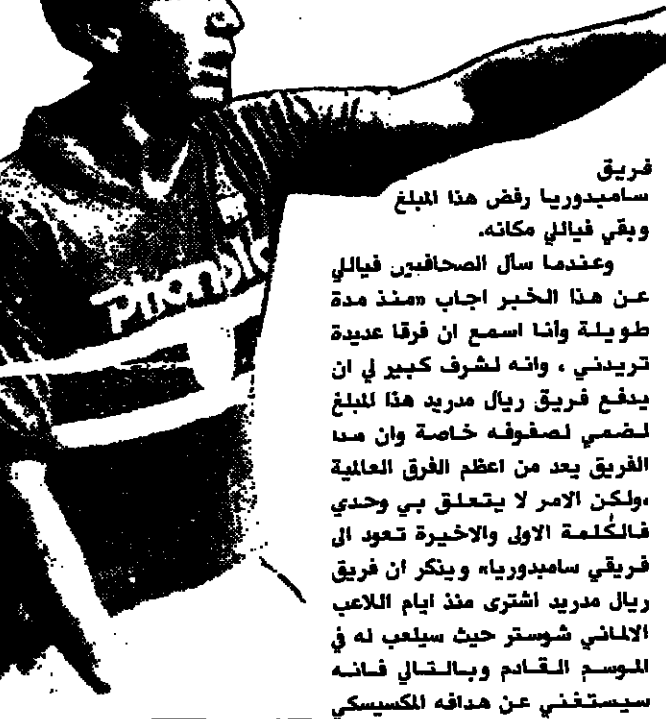 Phonola
فريق
سامبدوريا رفض هذا المبلغ
وبقي فيالي مكانه.
وعندما سأل الصحافيين فيالي
عن هذا الخبر اجاب «منذ مدة
طويلة وأنا اسمع ان فرقا عديدة
تريدني ، وانه لشرف كبير لي ان
يدفع فريق ريال مدريد هذا المبلغ
لضمي لصفوفه خاصة وان هذا
الفريق يعد من اعظم الفرق العالمية
،ولكن الامر لا يتعلق بي وحدي
فالكلمة الاولى والاخيرة تعود الى
فريقي سامبدوريا» ويذكر ان فريق
ريال مدريد اشترى منذ ايام اللاعب
الالماني شوستر حيث سيلعب له في
الموسم القادم وبالتالي فانه
سيستغني عن هدافه المكسيسكي